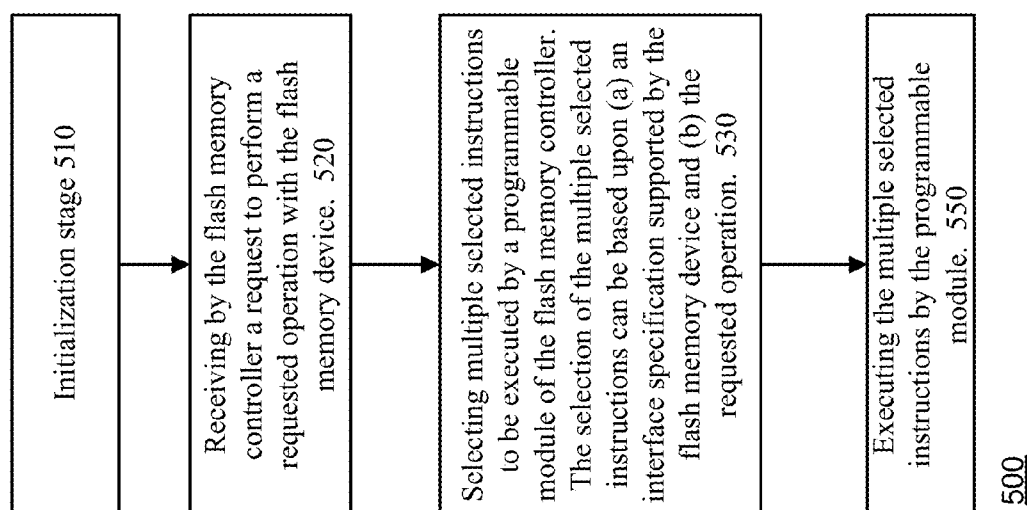 Initialization stage 510
Receiving by the flash memory
controller a request to perform a
requested operation with the flash
memory device. 520
Selecting multiple selected instructions
to be executed by a programmable
module of the flash memory controller.
The selection of the multiple selected
instructions can be based upon (a) an
interface specification supported by the
flash memory device and (b) the
requested operation. 530
Executing the multiple selected
instructions by the programmable
module. 550
500